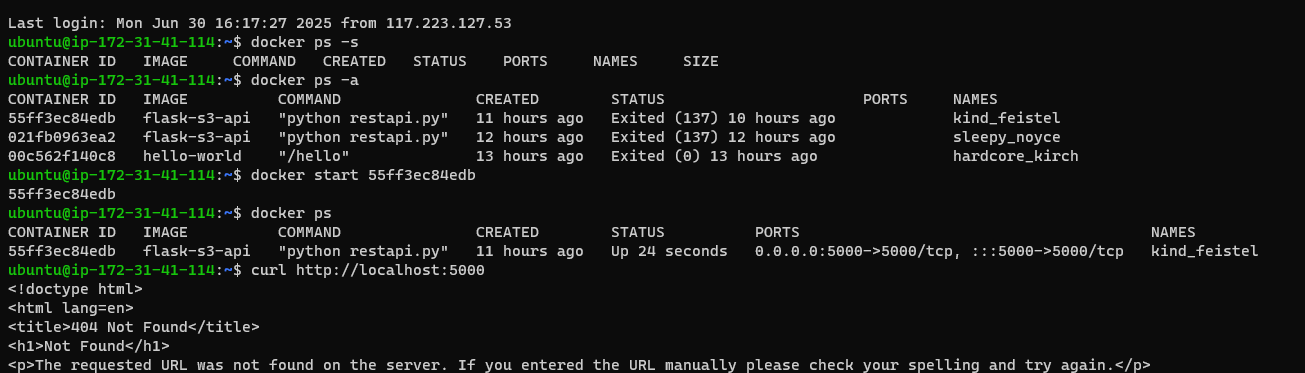 Last login: Mon Jun 30 16:17:27 2025 from 117.223.127.53
ubuntu@ip-172-31-41-114:~$ docker ps -s
CONTAINER ID   IMAGE     COMMAND   CREATED   STATUS    PORTS     NAMES     SIZE
ubuntu@ip-172-31-41-114:~$ docker ps -a
CONTAINER ID   IMAGE          COMMAND               CREATED        STATUS                      PORTS     NAMES
55ff3ec84edb   flask-s3-api   "python restapi.py"   11 hours ago   Exited (137) 10 hours ago             kind_feistel
021fb0963ea2   flask-s3-api   "python restapi.py"   12 hours ago   Exited (137) 12 hours ago             sleepy_noyce
00c562f140c8   hello-world    "/hello"              13 hours ago   Exited (0) 13 hours ago               hardcore_kirch
ubuntu@ip-172-31-41-114:~$ docker start 55ff3ec84edb
55ff3ec84edb
ubuntu@ip-172-31-41-114:~$ docker ps
CONTAINER ID   IMAGE          COMMAND               CREATED        STATUS          PORTS                                       NAMES
55ff3ec84edb   flask-s3-api   "python restapi.py"   11 hours ago   Up 24 seconds   0.0.0.0:5000->5000/tcp, :::5000->5000/tcp   kind_feistel
ubuntu@ip-172-31-41-114:~$ curl http://localhost:5000
<!doctype html>
<html lang=en>
<title>404 Not Found</title>
<h1>Not Found</h1>
<p>The requested URL was not found on the server. If you entered the URL manually please check your spelling and try again.</p>